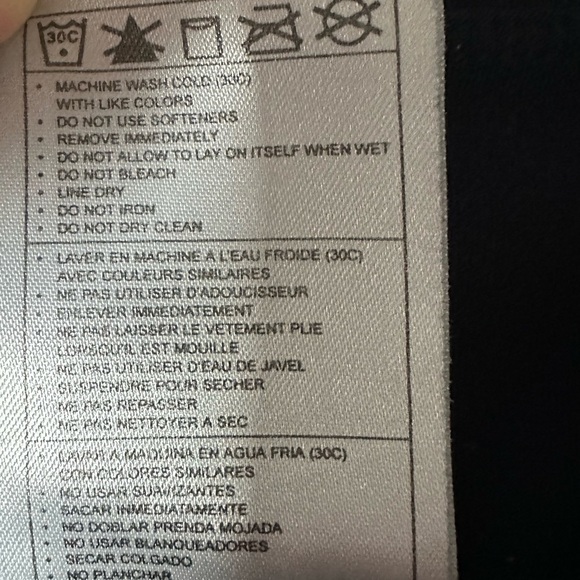 30C
• MACHINE WASH COLD (30C)
WITH LIKE COLORS
• DO NOT USE SOFTENERS
• REMOVE IMMEDIATELY
• DO NOT ALLOW TO LAY ON ITSELF WHEN WET
• DO NOT BLEACH
• LINE DRY
• DO NOT IRON
• DO NOT DRY CLEAN
• LAVER EN MACHINE A L'EAU FROIDE (30C)
AVEC COULEURS SIMILAIRES
• NE PAS UTILISER D'ADOUCISSEUR
• ENLEVER IMMEDIATEMENT
• NE PAS LAISSER LE VETEMENT PLIE
LORSQU'IL EST MOUILLE
• NE PAS UTILISER D'EAU DE JAVEL
• SUSPENDRE POUR SECHER
• NE PAS REPASSER
• NE PAS NETTOYER A SEC
• LAVAR A MAQUINA EN AGUA FRIA (30C)
CON COLORES SIMILARES
• NO USAR SUAVIZANTES
• SACAR INMEDIATAMENTE
• NO DOBLAR PRENDA MOJADA
• NO USAR BLANQUEADORES
• SECAR COLGADO
• NO PLANCHAR